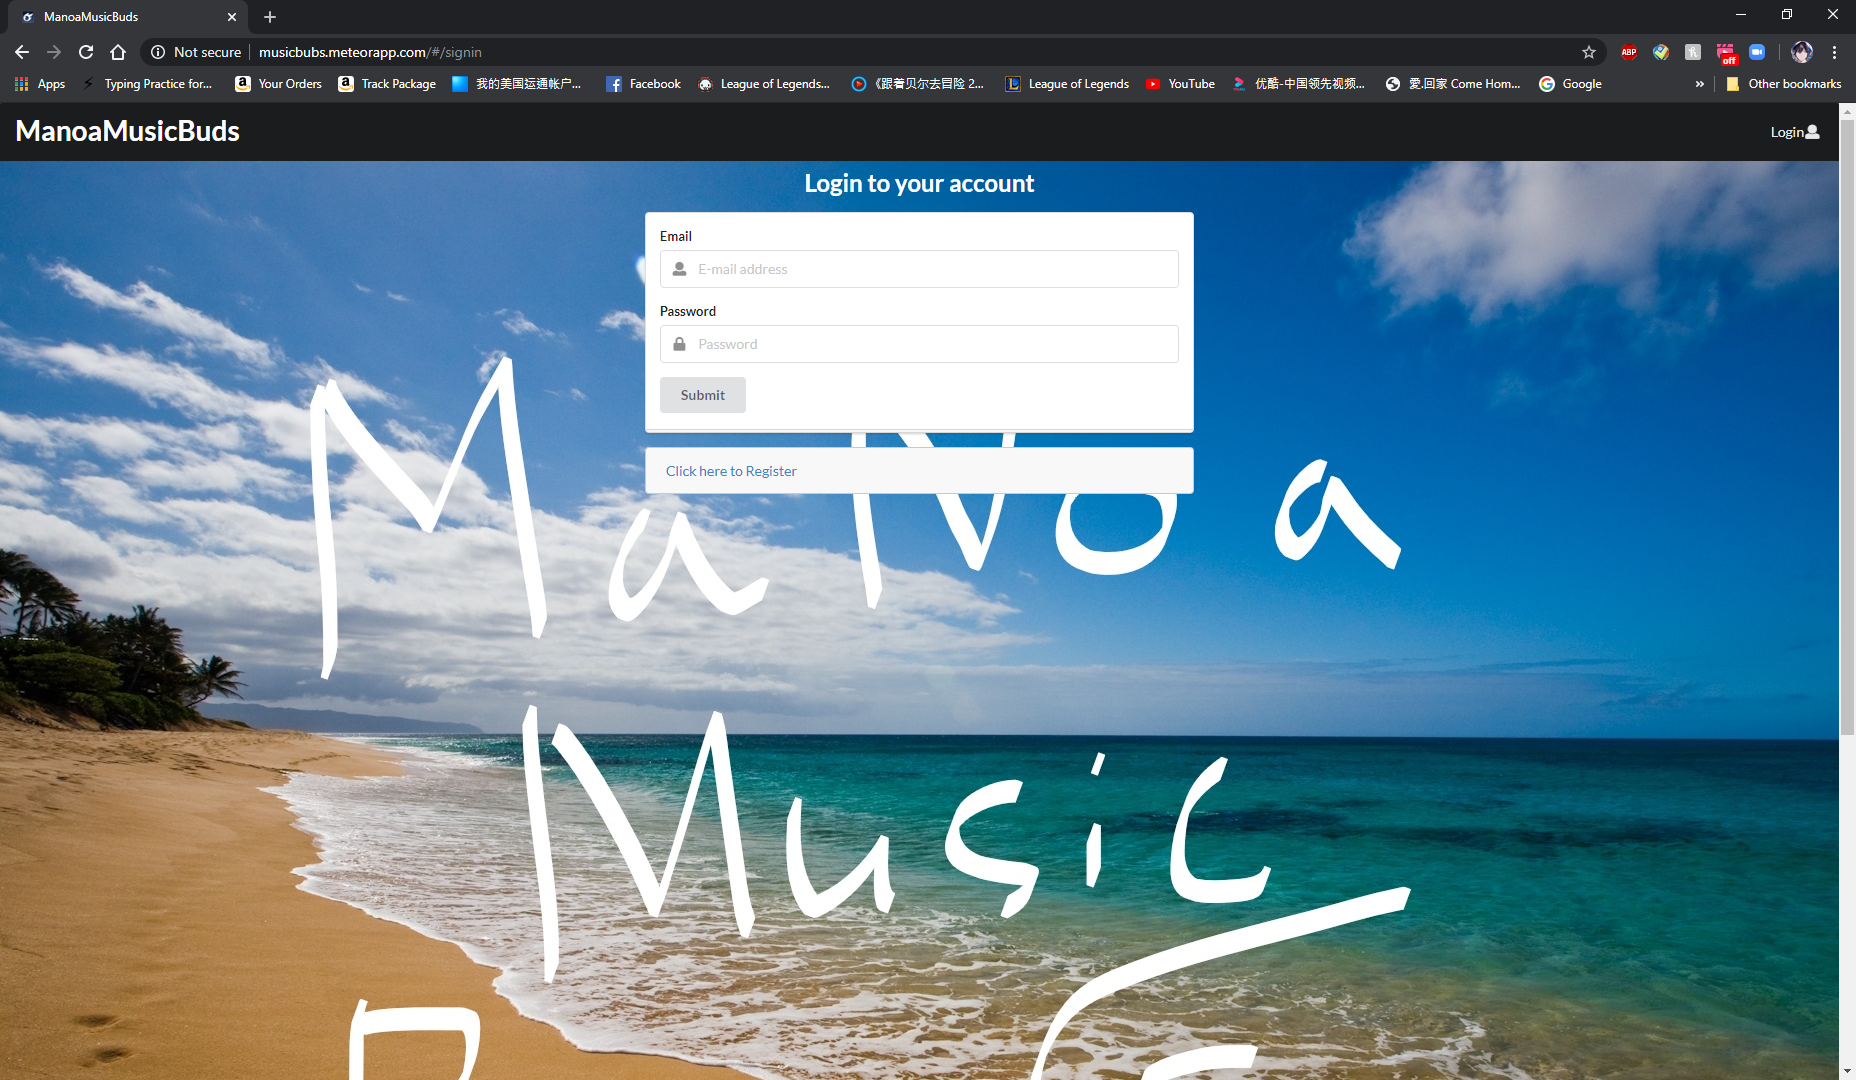 ManoaMusicBuds
Not secure musicbubs.meteorapp.com/#/signin
ABP
off
Apps Typing Practice for... Your Orders Track Package 我的美国运通帐户... Facebook League of Legends... 《跟着贝尔去冒险 2... League of Legends YouTube 优酷-中国领先视频... 愛.回家 Come Hom... Google » Other bookmarks
ManoaMusicBuds Login
Login to your account
Email
E-mail address
Password
Password
Submit
Click here to Register
MaNoa
Music